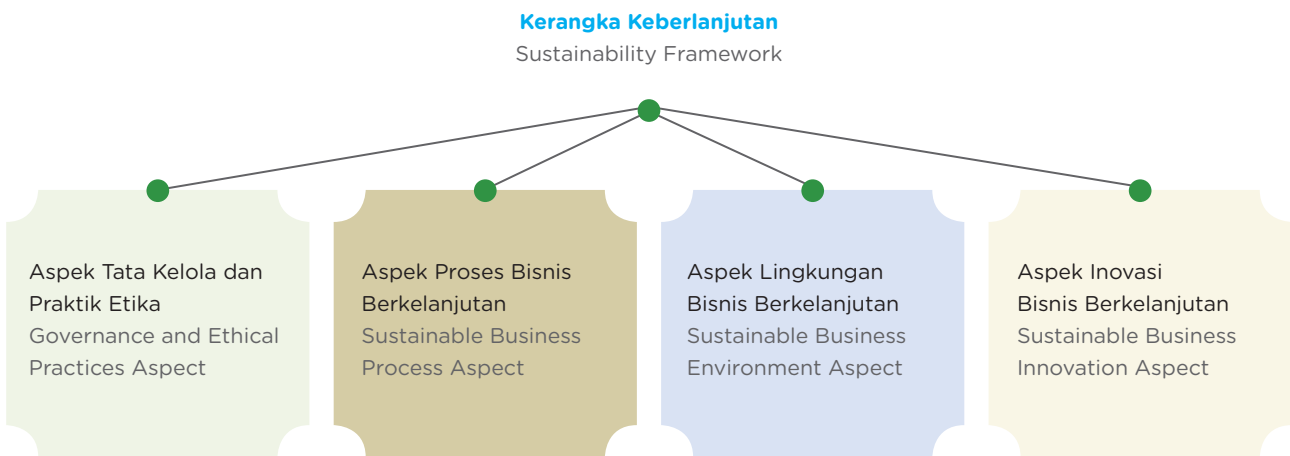 Kerangka Keberlanjutan
Sustainability Framework
Aspek Tata Kelola dan
Praktik Etika
Governance and Ethical
Practices Aspect
Aspek Proses Bisnis
Berkelanjutan
Sustainable Business
Process Aspect
Aspek Lingkungan
Bisnis Berkelanjutan
Sustainable Business
Environment Aspect
Aspek Inovasi
Bisnis Berkelanjutan
Sustainable Business
Innovation Aspect